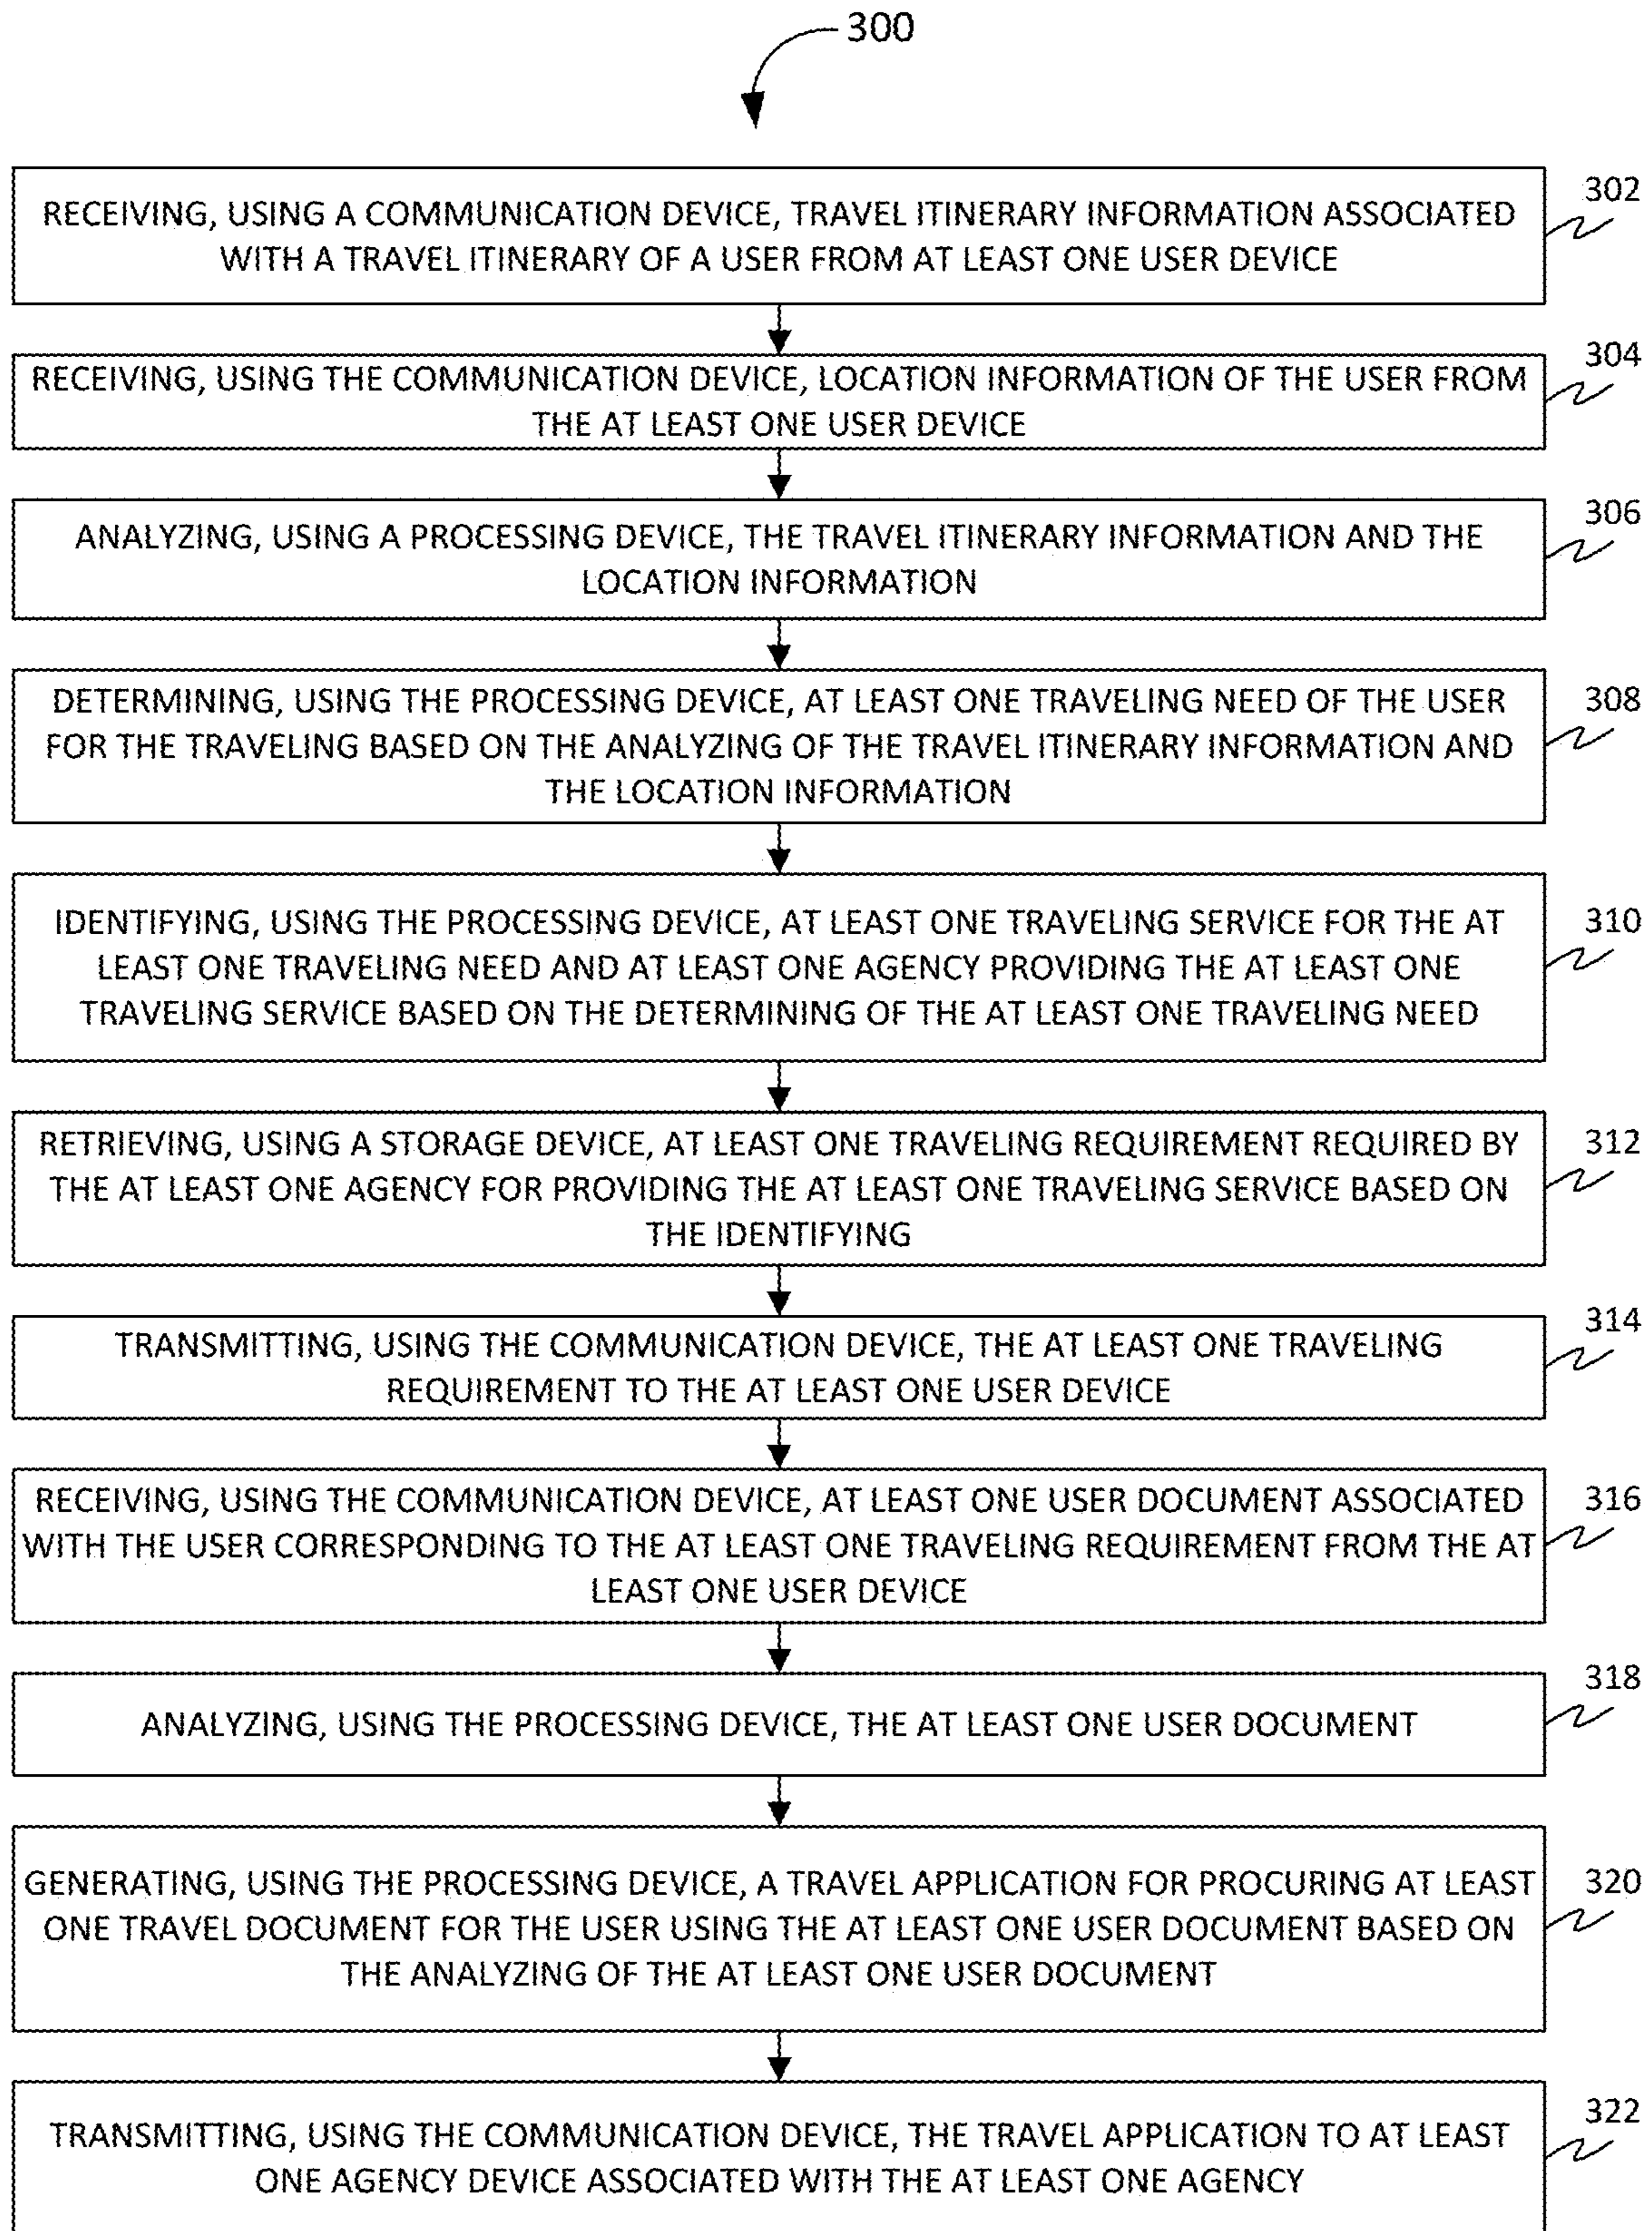 300
302
RECEIVING, USING A COMMUNICATION DEVICE, TRAVEL ITINERARY INFORMATION ASSOCIATED
WITH A TRAVEL ITINERARY OF A USER FROM AT LEAST ONE USER DEVICE
304
RECEIVING, USING THE COMMUNICATION DEVICE, LOCATION INFORMATION OF THE USER FROM
THE AT LEAST ONE USER DEVICE
306
ANALYZING, USING A PROCESSING DEVICE, THE TRAVEL ITINERARY INFORMATION AND THE
LOCATION INFORMATION
308
DETERMINING, USING THE PROCESSING DEVICE, AT LEAST ONE TRAVELING NEED OF THE USER
FOR THE TRAVELING BASED ON THE ANALYZING OF THE TRAVEL ITINERARY INFORMATION AND
THE LOCATION INFORMATION
310
IDENTIFYING, USING THE PROCESSING DEVICE, AT LEAST ONE TRAVELING SERVICE FOR THE AT
LEAST ONE TRAVELING NEED AND AT LEAST ONE AGENCY PROVIDING THE AT LEAST ONE
TRAVELING SERVICE BASED ON THE DETERMINING OF THE AT LEAST ONE TRAVELING NEED
312
RETRIEVING, USING A STORAGE DEVICE, AT LEAST ONE TRAVELING REQUIREMENT REQUIRED BY
THE AT LEAST ONE AGENCY FOR PROVIDING THE AT LEAST ONE TRAVELING SERVICE BASED ON
THE IDENTIFYING
314
TRANSMITTING, USING THE COMMUNICATION DEVICE, THE AT LEAST ONE TRAVELING
REQUIREMENT TO THE AT LEAST ONE USER DEVICE
316
RECEIVING, USING THE COMMUNICATION DEVICE, AT LEAST ONE USER DOCUMENT ASSOCIATED
WITH THE USER CORRESPONDING TO THE AT LEAST ONE TRAVELING REQUIREMENT FROM THE AT
LEAST ONE USER DEVICE
318
ANALYZING, USING THE PROCESSING DEVICE, THE AT LEAST ONE USER DOCUMENT
320
GENERATING, USING THE PROCESSING DEVICE, A TRAVEL APPLICATION FOR PROCURING AT LEAST
ONE TRAVEL DOCUMENT FOR THE USER USING THE AT LEAST ONE USER DOCUMENT BASED ON
THE ANALYZING OF THE AT LEAST ONE USER DOCUMENT
322
TRANSMITTING, USING THE COMMUNICATION DEVICE, THE TRAVEL APPLICATION TO AT LEAST
ONE AGENCY DEVICE ASSOCIATED WITH THE AT LEAST ONE AGENCY